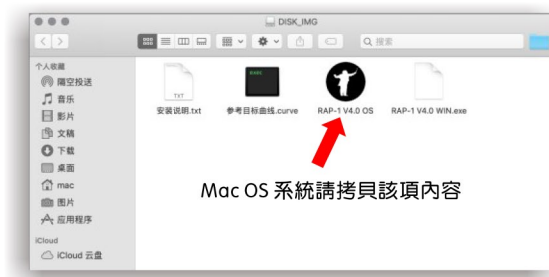 DISK_IMG
搜索
个人收藏
隔空投送
音乐
影片
文稿
下载
桌面
mac
图片
应用程序
iCloud
iCloud 云盘
TXT
安装说明.txt
参考目标曲线.curve
RAP-1 V4.0 OS
RAP-1 V4.0 WIN.exe
Mac OS 系統請拷貝該項內容